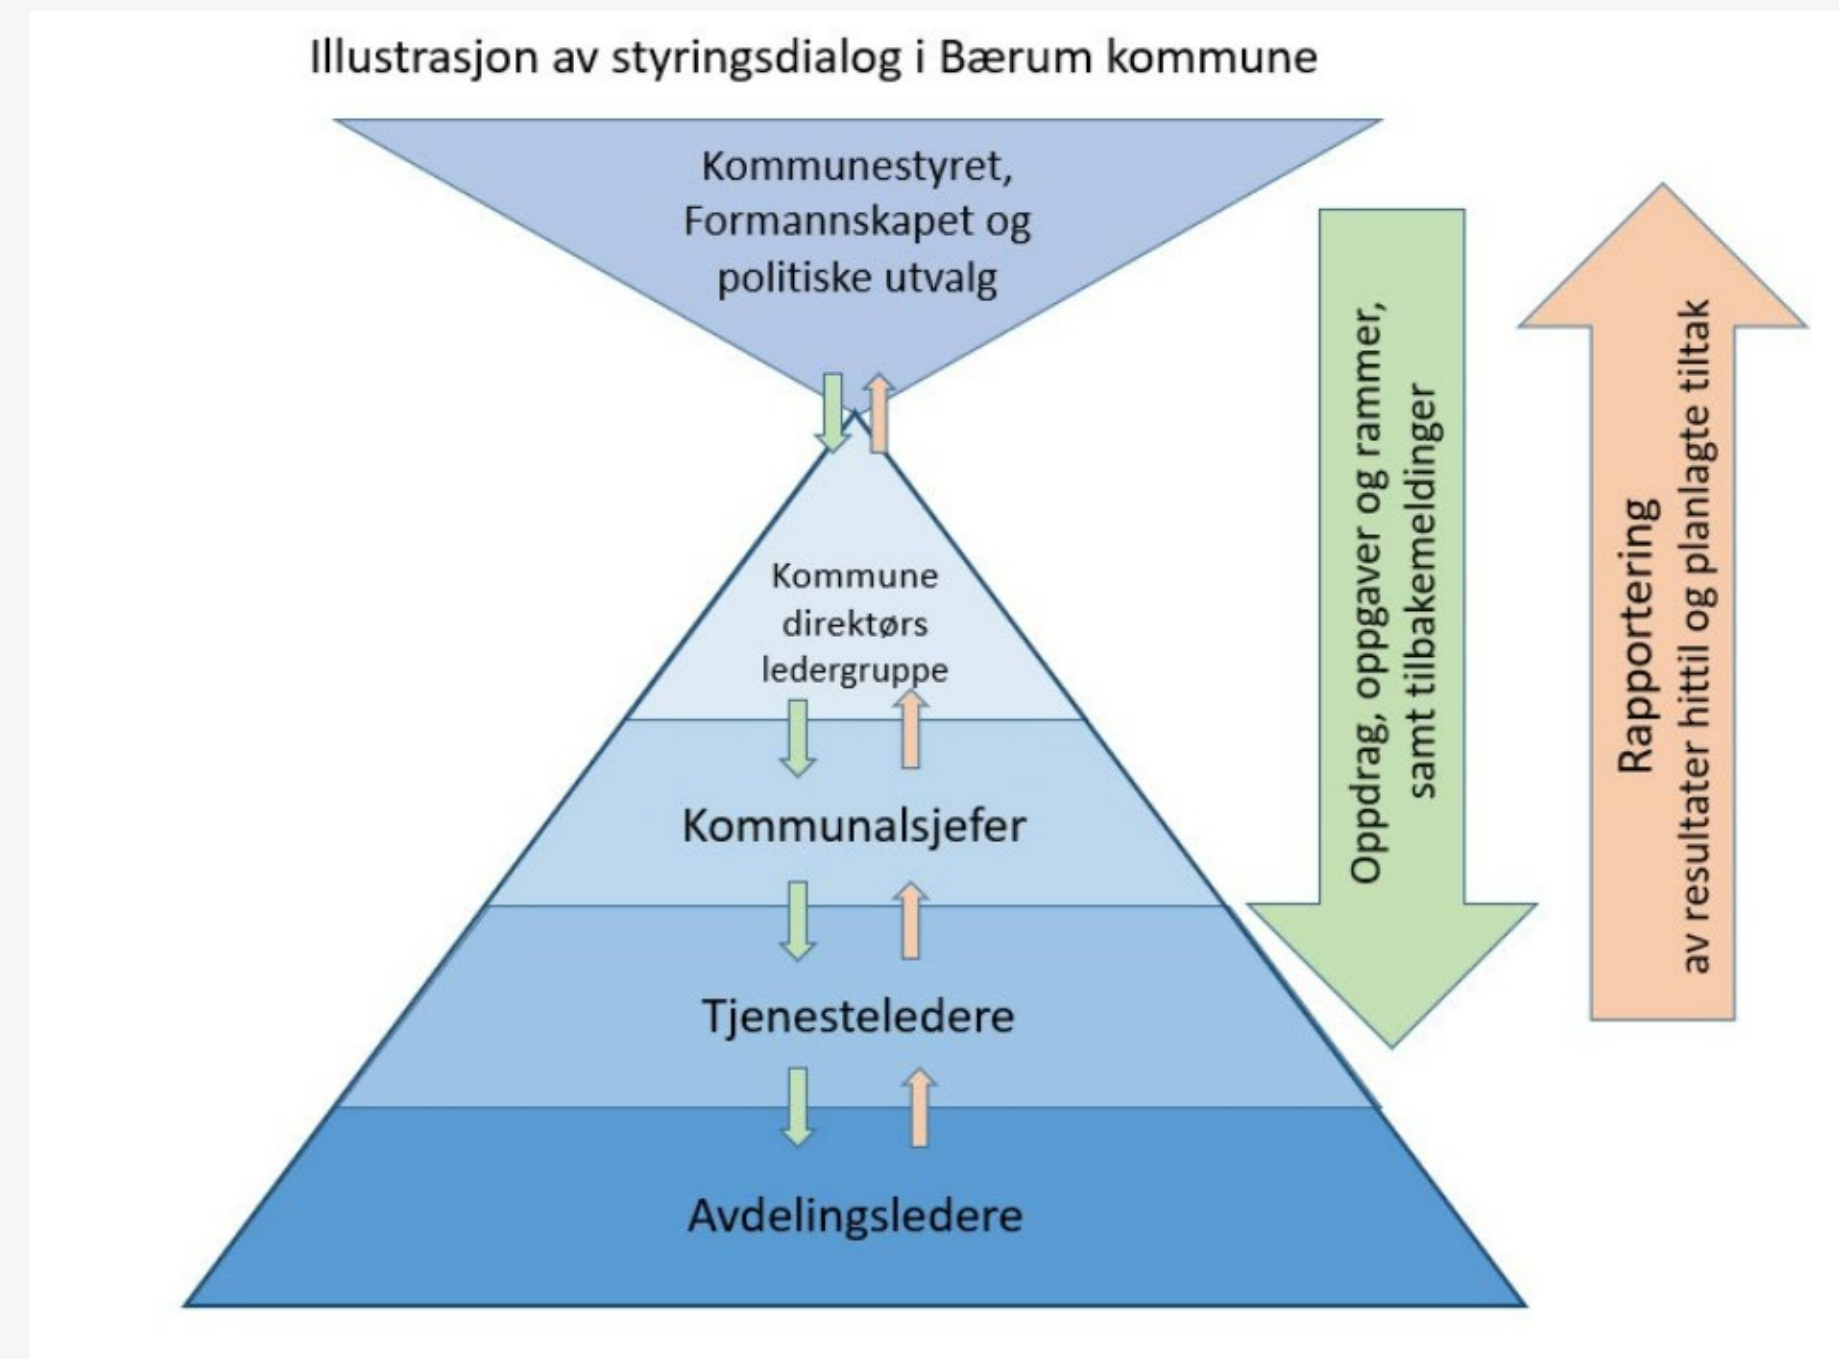 Illustrasjon av styringsdialog i Bærum kommune
Kommunestyret,
Formannskapet og
politiske utvalg
Kommune
direktørs
ledergruppe
Kommunalsjefer
Tjenesteledere
Avdelingsledere
Oppdrag, oppgaver og rammer,
samt tilbakemeldinger
Rapportering
av resultater hittil og planlagte tiltak